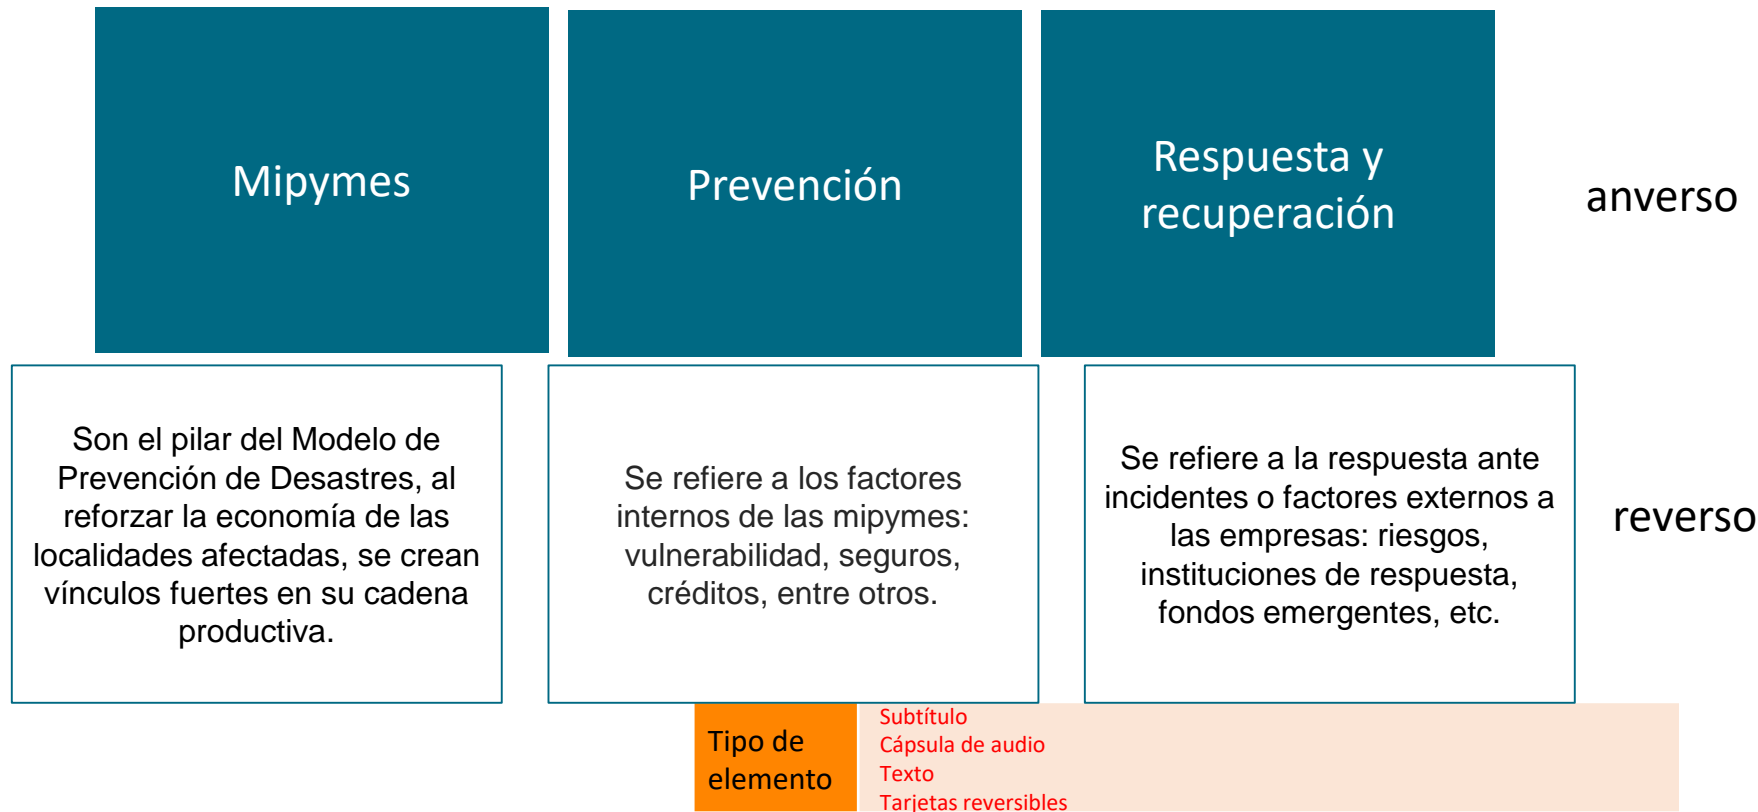 Mipymes
Prevención
Respuesta y
recuperación
anverso
Son el pilar del Modelo de
Prevención de Desastres, al
reforzar la economía de las
localidades afectadas, se crean
vínculos fuertes en su cadena
productiva.
Se refiere a los factores
internos de las mipymes:
vulnerabilidad, seguros,
créditos, entre otros.
Se refiere a la respuesta ante
incidentes o factores externos a
las empresas: riesgos,
instituciones de respuesta,
fondos emergentes, etc.
reverso
Tipo de
elemento
Subtítulo
Cápsula de audio
Texto
Tarjetas reversibles